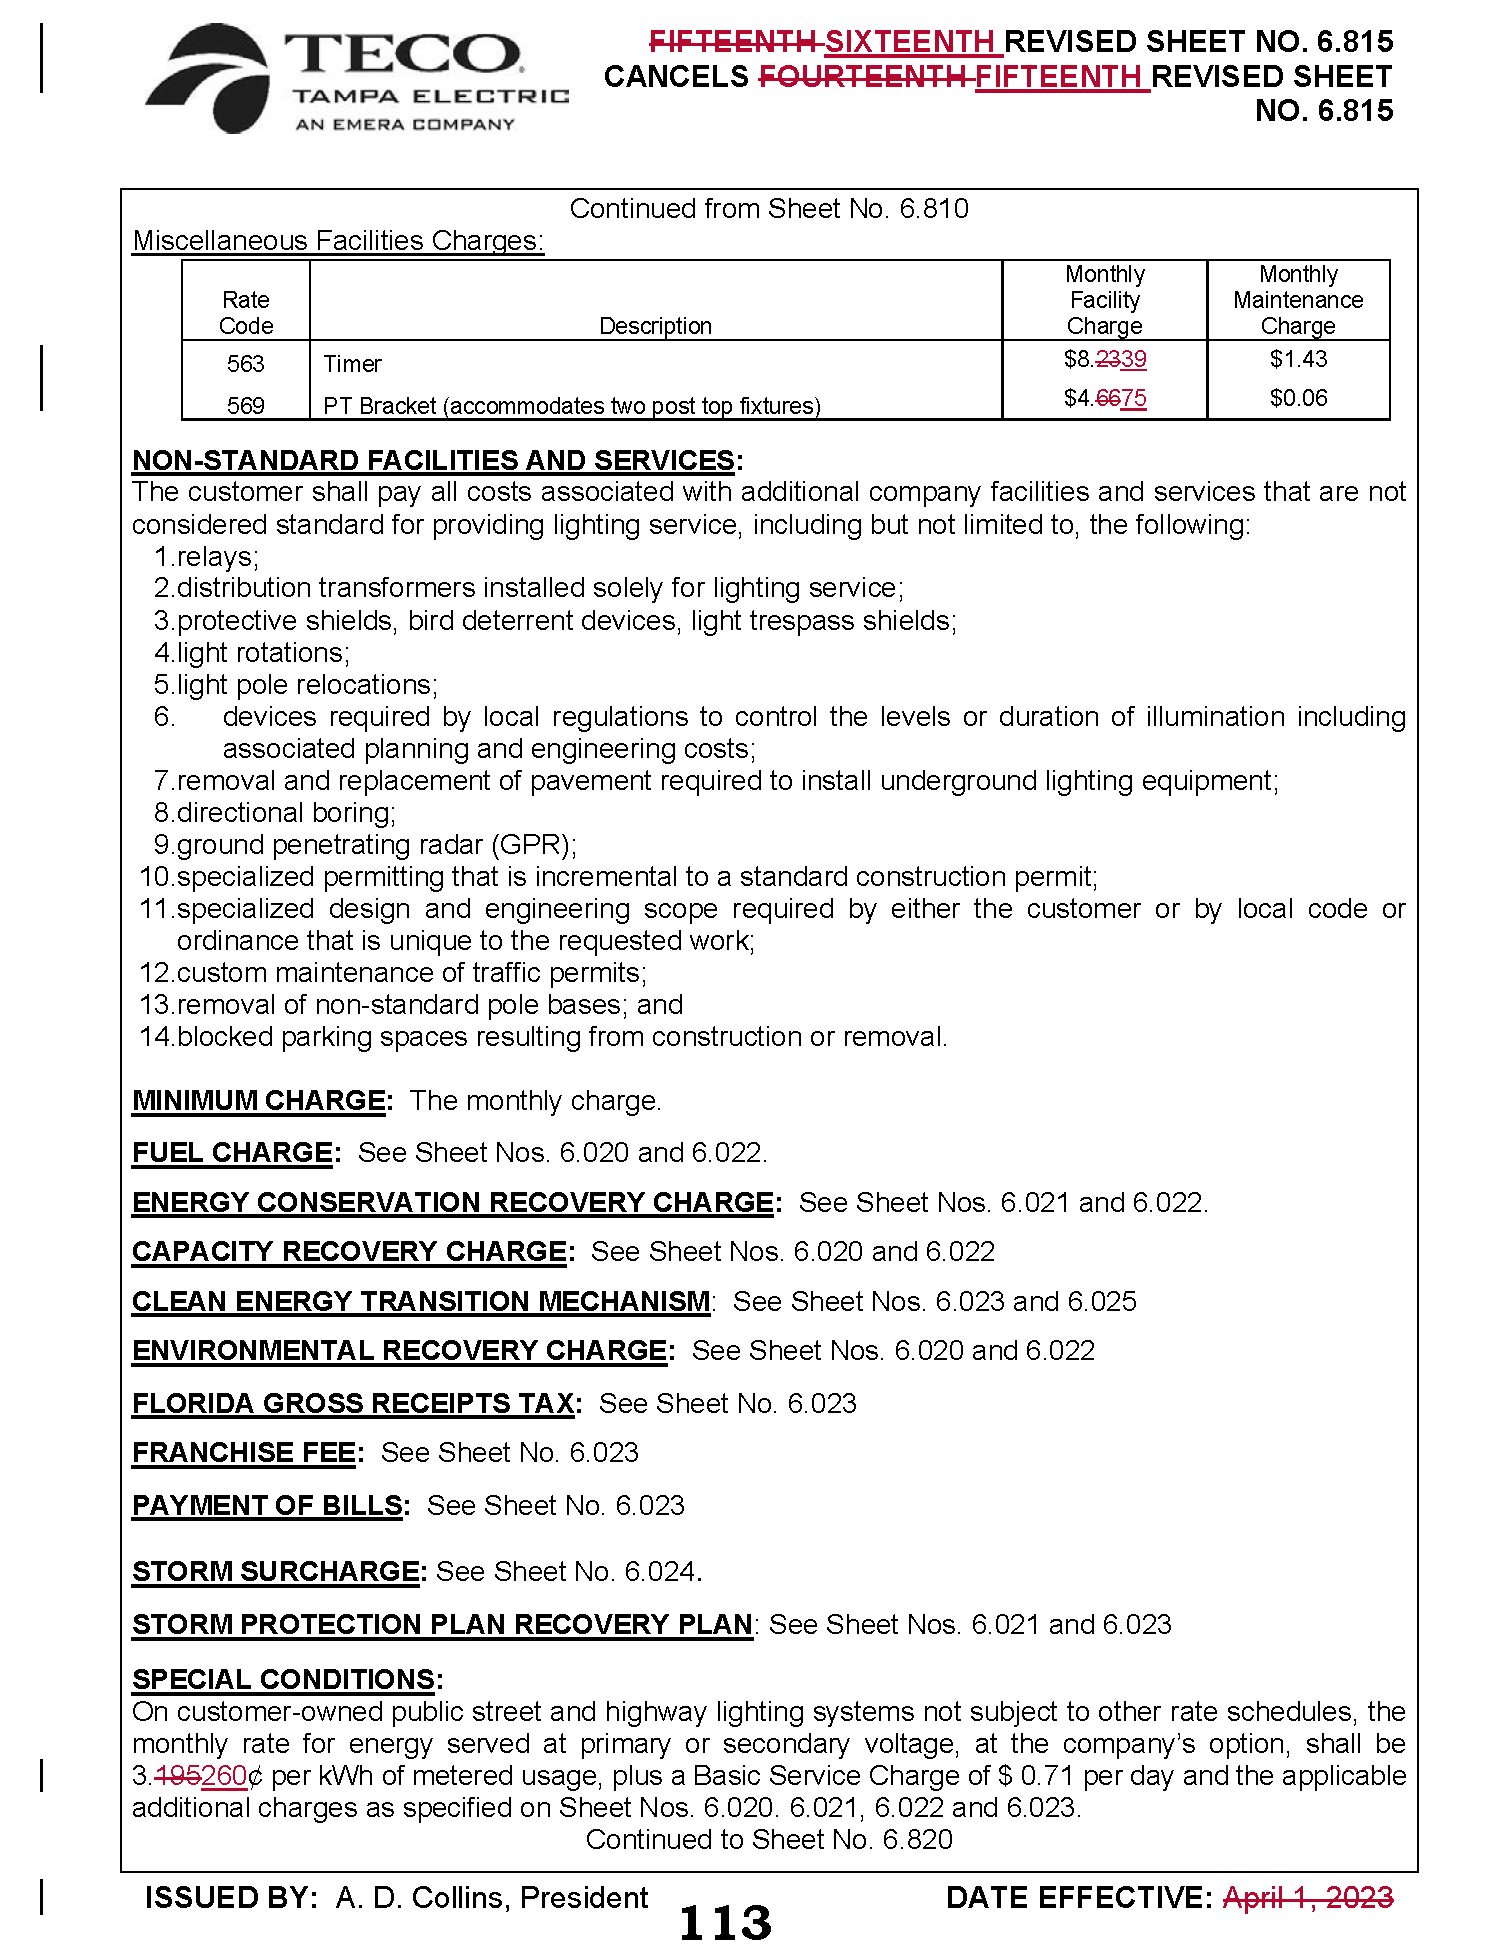 TECO.
TAMPA ELECTRIC
AN EMERA COMPANY
FIFTEENTH SIXTEENTH REVISED SHEET NO. 6.815
CANCELS FOURTEENTH FIFTEENTH REVISED SHEET
NO. 6.815
Continued from Sheet No. 6.810
Miscellaneous Facilities Charges:
Rate Code Description Monthly Facility Charge Monthly Maintenance Charge
563 Timer $8.2339 $1.43
569 PT Bracket (accommodates two post top fixtures) $4.6675 $0.06
NON-STANDARD FACILITIES AND SERVICES:
The customer shall pay all costs associated with additional company facilities and services that are not
considered standard for providing lighting service, including but not limited to, the following:
1.relays;
2.distribution transformers installed solely for lighting service;
3.protective shields, bird deterrent devices, light trespass shields;
4.light rotations;
5.light pole relocations;
6. devices required by local regulations to control the levels or duration of illumination including
associated planning and engineering costs;
7.removal and replacement of pavement required to install underground lighting equipment;
8.directional boring;
9.ground penetrating radar (GPR);
10.specialized permitting that is incremental to a standard construction permit;
11.specialized design and engineering scope required by either the customer or by local code or
ordinance that is unique to the requested work;
12.custom maintenance of traffic permits;
13.removal of non-standard pole bases; and
14.blocked parking spaces resulting from construction or removal.
MINIMUM CHARGE: The monthly charge.
FUEL CHARGE: See Sheet Nos. 6.020 and 6.022.
ENERGY CONSERVATION RECOVERY CHARGE: See Sheet Nos. 6.021 and 6.022.
CAPACITY RECOVERY CHARGE: See Sheet Nos. 6.020 and 6.022
CLEAN ENERGY TRANSITION MECHANISM: See Sheet Nos. 6.023 and 6.025
ENVIRONMENTAL RECOVERY CHARGE: See Sheet Nos. 6.020 and 6.022
FLORIDA GROSS RECEIPTS TAX: See Sheet No. 6.023
FRANCHISE FEE: See Sheet No. 6.023
PAYMENT OF BILLS: See Sheet No. 6.023
STORM SURCHARGE: See Sheet No. 6.024.
STORM PROTECTION PLAN RECOVERY PLAN: See Sheet Nos. 6.021 and 6.023
SPECIAL CONDITIONS:
On customer-owned public street and highway lighting systems not subject to other rate schedules, the
monthly rate for energy served at primary or secondary voltage, at the company's option, shall be
3.195260¢ per kWh of metered usage, plus a Basic Service Charge of $ 0.71 per day and the applicable
additional charges as specified on Sheet Nos. 6.020. 6.021, 6.022 and 6.023.
Continued to Sheet No. 6.820
ISSUED BY: A. D. Collins, President DATE EFFECTIVE: April 1, 2023
113